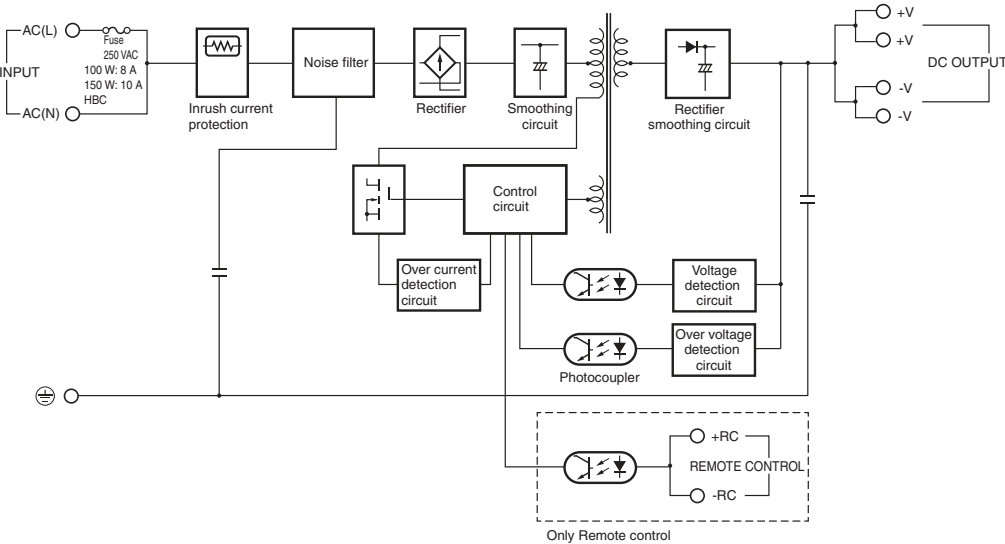 AC(L)
Fuse
250 VAC
100 W: 8 A
150 W: 10 A
HBC
INPUT
AC(N)
Inrush current
protection
Noise filter
Rectifier
Smoothing
circuit
Rectifier
smoothing circuit
+V
+V
DC OUTPUT
-V
-V
Control
circuit
Over current
detection
circuit
Voltage
detection
circuit
Over voltage
detection
circuit
Photocoupler
+RC
REMOTE CONTROL
-RC
Only Remote control